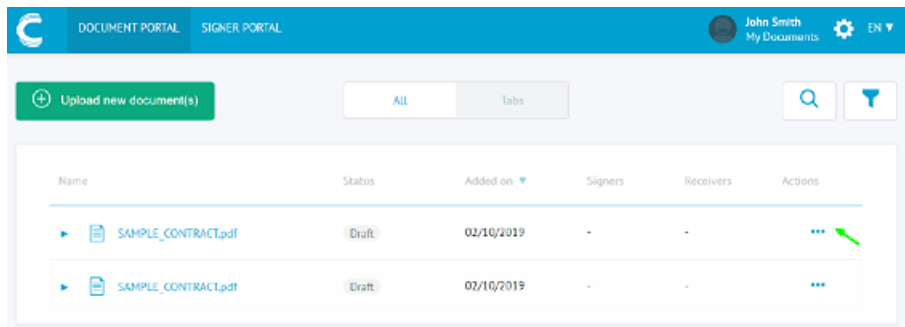 DOCUMENT PORTAL SIGNER PORTAL John Smith EN
My Documents
Upload new document(s) All Tabs
Name Status Added on Signers Receivers Actions
SAMPLE_CONTRACT.pdf Draft 02/10/2019 - - •••
SAMPLE_CONTRACT.pdf Draft 02/10/2019 - - •••